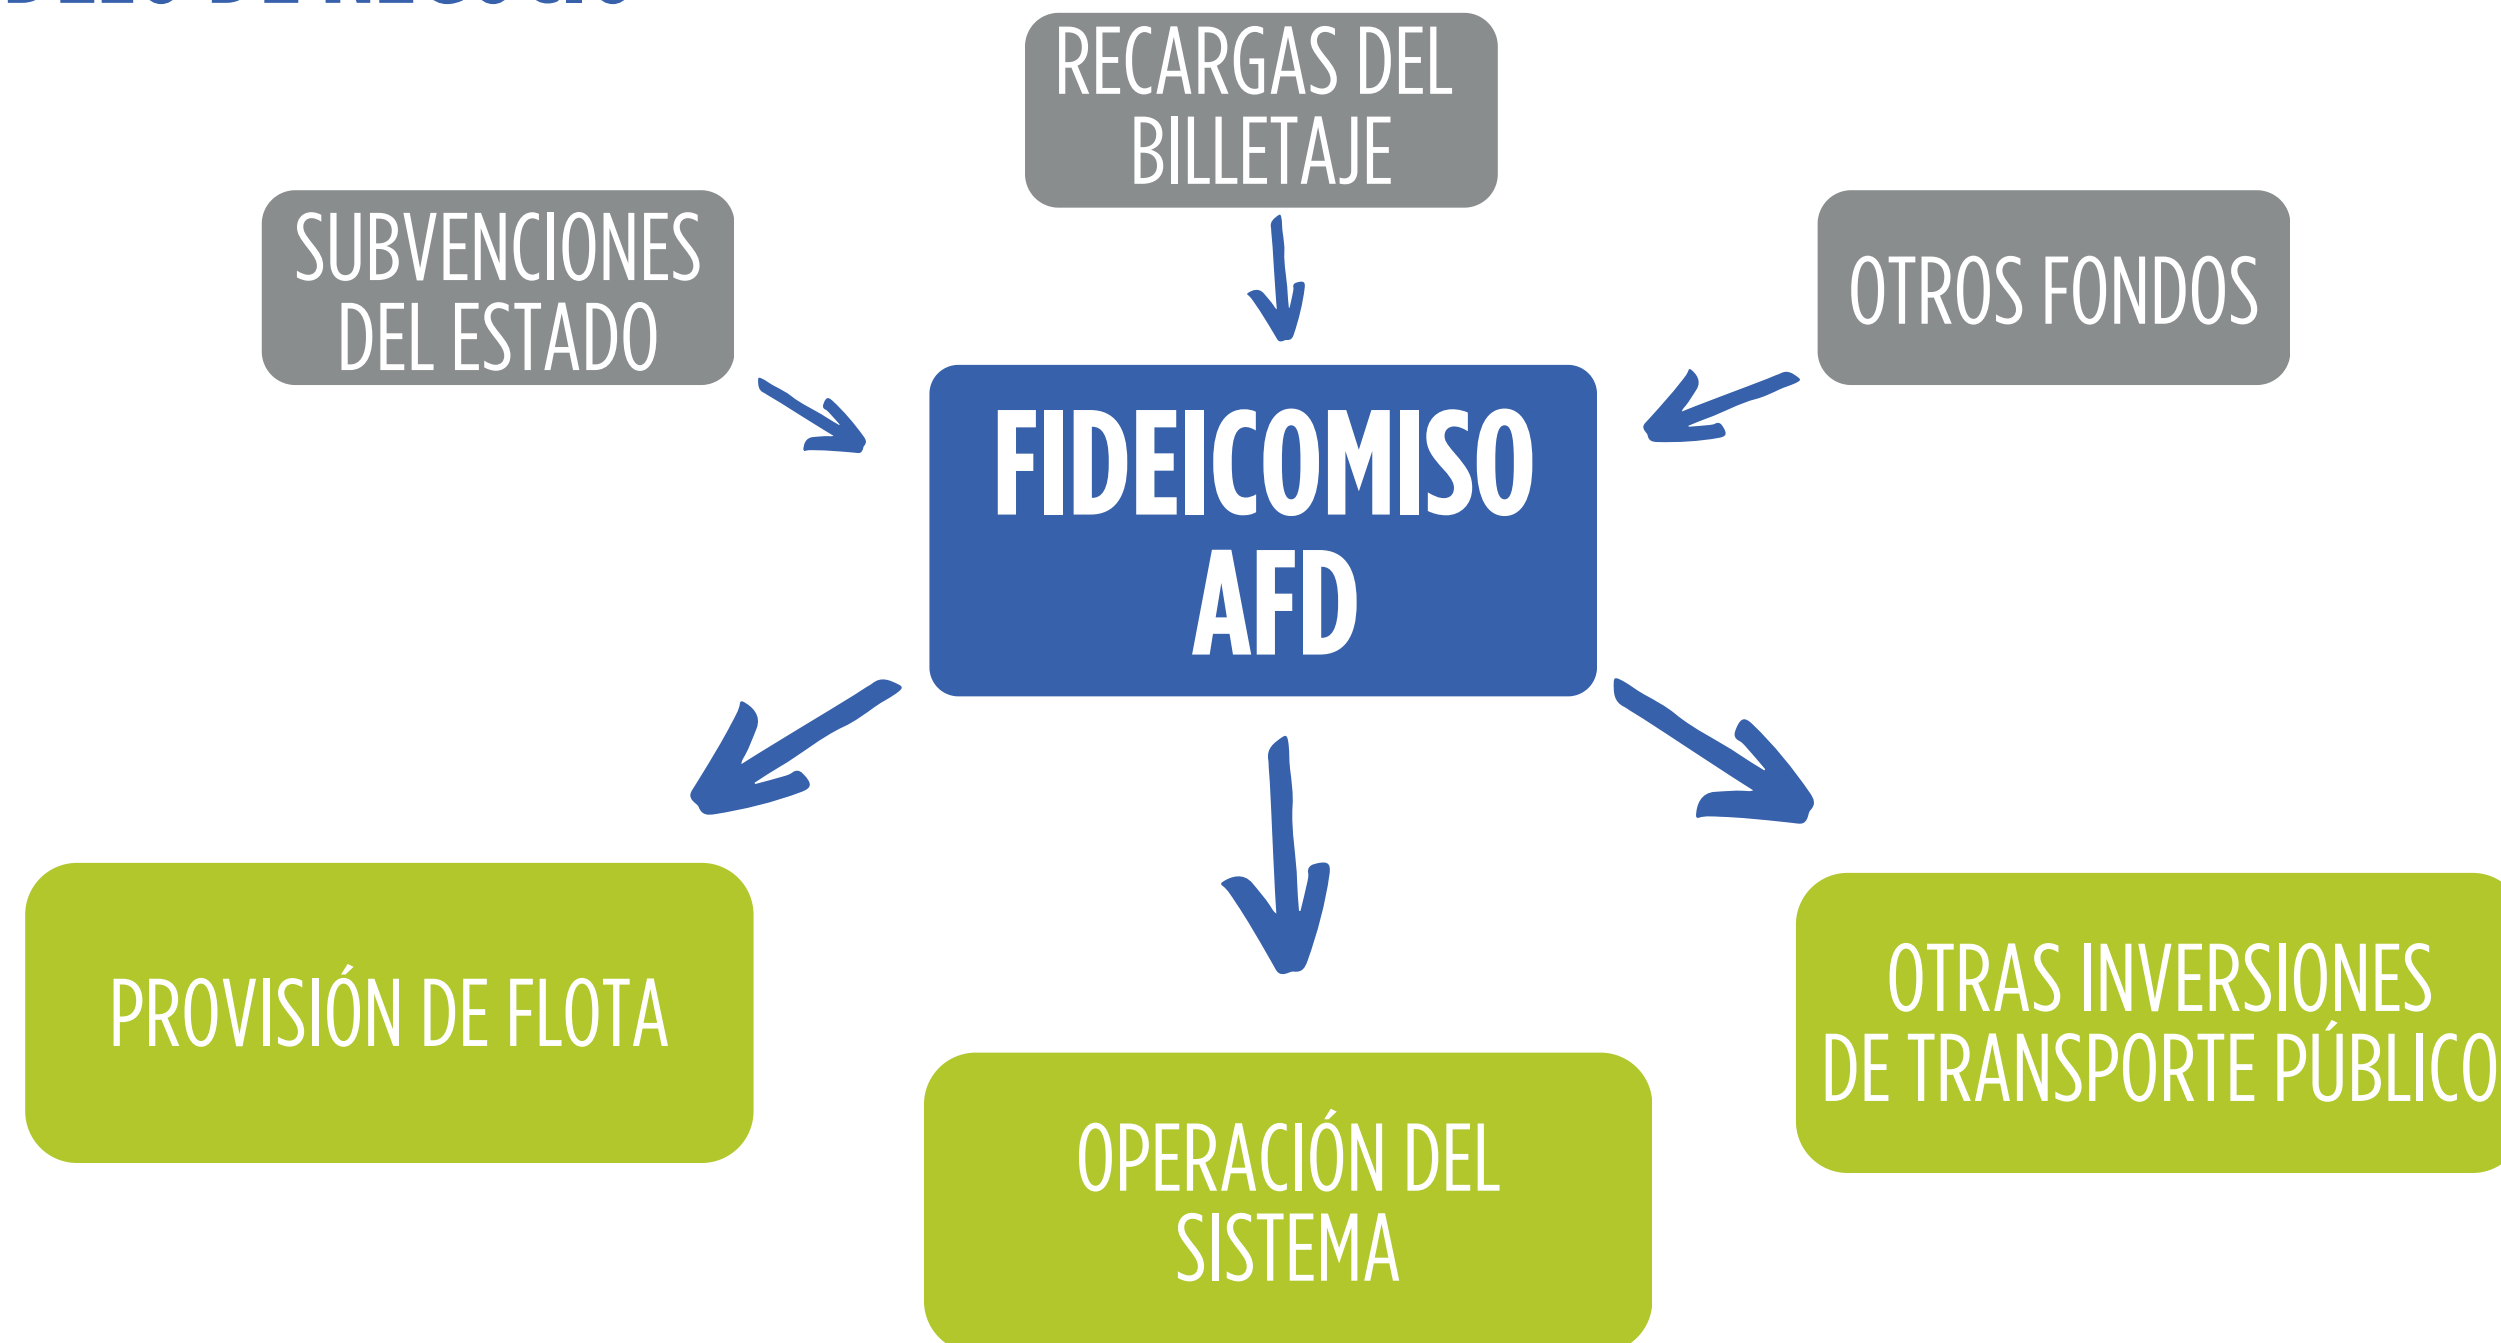 RECARGAS DEL
BILLETAJE
SUBVENCIONES
DEL ESTADO
OTROS FONDOS
FIDEICOMISO
AFD
PROVISIÓN DE FLOTA
OTRAS INVERSIONES
DE TRANSPORTE PÚBLICO
OPERACIÓN DEL
SISTEMA